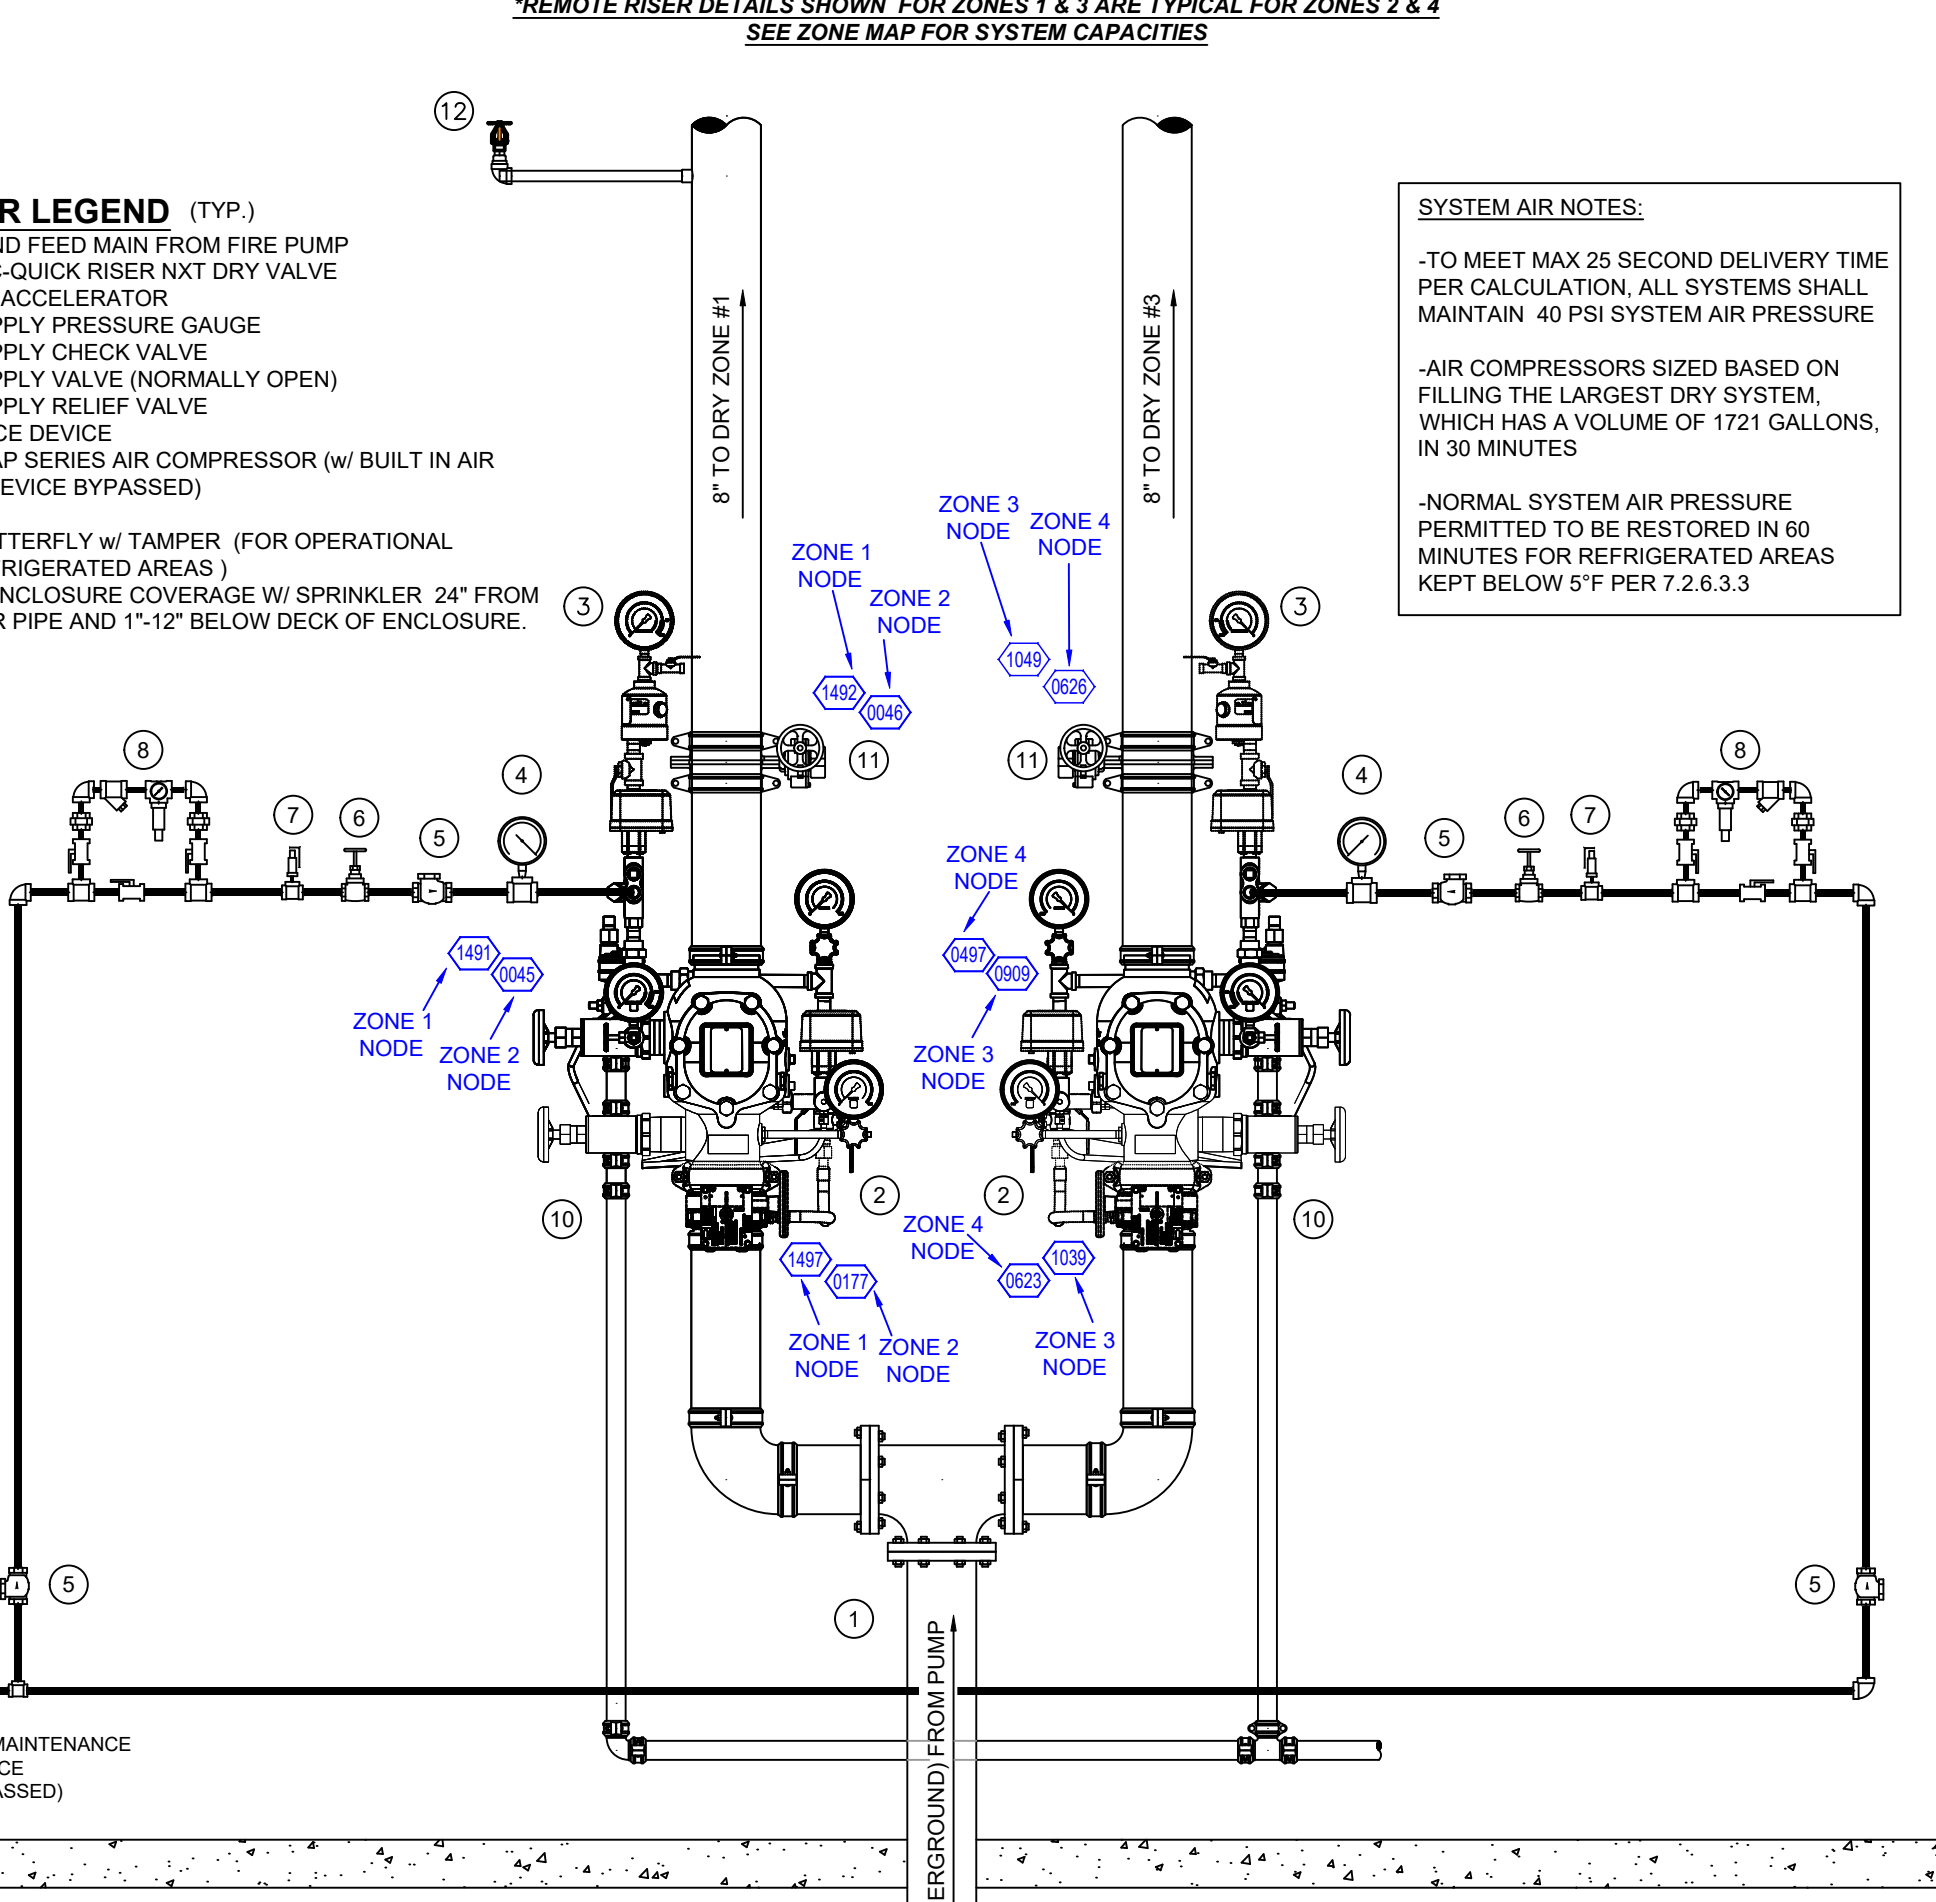 *REMOTE RISER DETAILS SHOWN FOR ZONES 1 & 3 ARE TYPICAL FOR ZONES 2 & 4
SEE ZONE MAP FOR SYSTEM CAPACITIES
12
R LEGEND (TYP.)
ND FEED MAIN FROM FIRE PUMP
C-QUICK RISER NXT DRY VALVE
ACCELERATOR
PPLY PRESSURE GAUGE
PPLY CHECK VALVE
PPLY VALVE (NORMALLY OPEN)
PPLY RELIEF VALVE
CE DEVICE
AP SERIES AIR COMPRESSOR (w/ BUILT IN AIR
EVICE BYPASSED)
TTERFLY w/ TAMPER (FOR OPERATIONAL
FRIGERATED AREAS )
ENCLOSURE COVERAGE W/ SPRINKLER 24" FROM
R PIPE AND 1"-12" BELOW DECK OF ENCLOSURE.
8" TO DRY ZONE #1
8" TO DRY ZONE #3
SYSTEM AIR NOTES:
-TO MEET MAX 25 SECOND DELIVERY TIME
PER CALCULATION, ALL SYSTEMS SHALL
MAINTAIN 40 PSI SYSTEM AIR PRESSURE
-AIR COMPRESSORS SIZED BASED ON
FILLING THE LARGEST DRY SYSTEM,
WHICH HAS A VOLUME OF 1721 GALLONS,
IN 30 MINUTES
-NORMAL SYSTEM AIR PRESSURE
PERMITTED TO BE RESTORED IN 60
MINUTES FOR REFRIGERATED AREAS
KEPT BELOW 5°F PER 7.2.6.3.3
ZONE 1
NODE
ZONE 2
NODE
ZONE 3
NODE
ZONE 4
NODE
3
3
1492
0046
1049
0626
8
4
11
11
4
8
7
6
5
5
6
7
ZONE 4
NODE
1491
0045
0497
0909
ZONE 1
NODE
ZONE 2
NODE
ZONE 3
NODE
10
2
2
10
ZONE 4
NODE
1497
0177
0623
1039
ZONE 1
NODE
ZONE 2
NODE
ZONE 3
NODE
5
1
5
ERGROUND) FROM PUMP
MAINTENANCE
CE
ASSED)